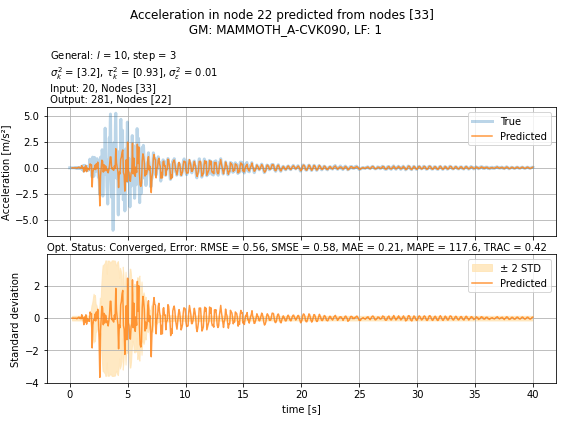 Acceleration in node 22 predicted from nodes [33]
GM: MAMMOTH_A-CVK090, LF: 1
General: l = 10, step = 3
σ²ₖ = [3.2], τ²ₖ = [0.93], σ²ε = 0.01
Input: 20, Nodes [33]
Output: 281, Nodes [22]
Acceleration [m/s²]
5.0
2.5
0.0
−2.5
−5.0
True
Predicted
Opt. Status: Converged, Error: RMSE = 0.56, SMSE = 0.58, MAE = 0.21, MAPE = 117.6, TRAC = 0.42
Standard deviation
2
0
−2
−4
± 2 STD
Predicted
0 5 10 15 20 25 30 35 40
time [s]